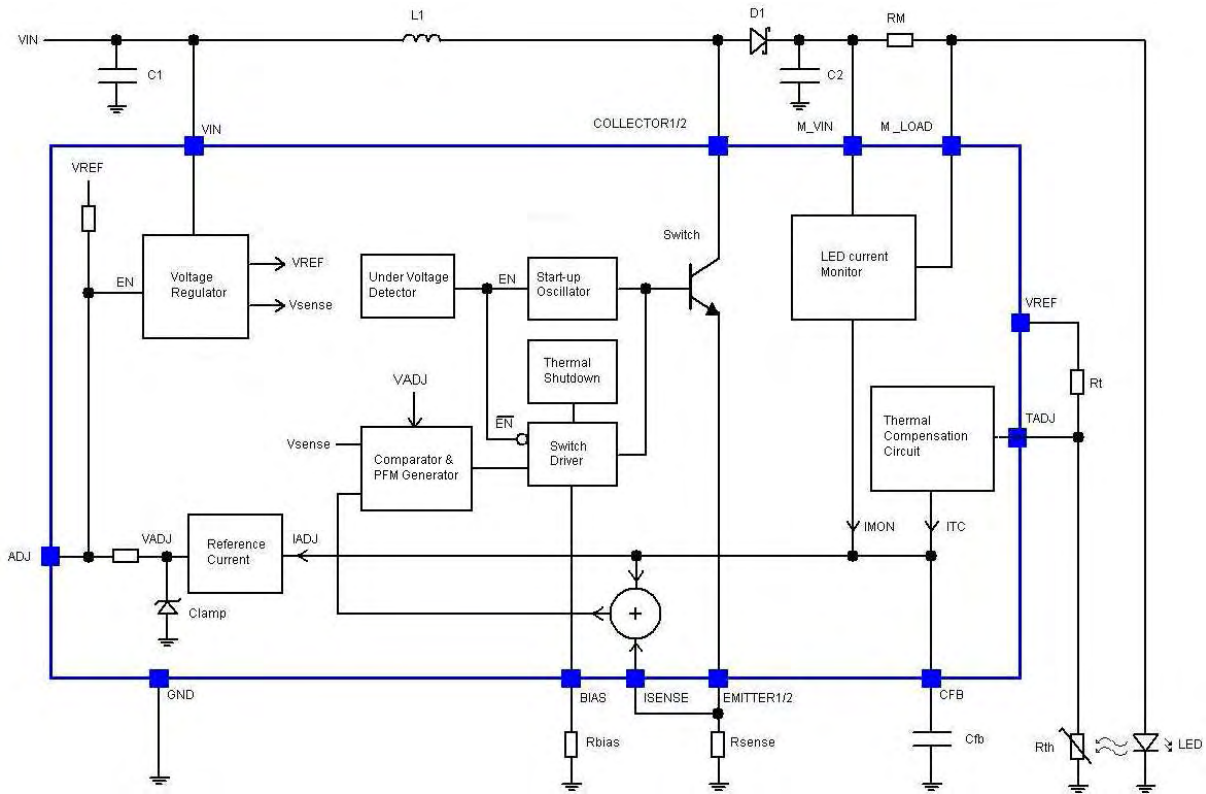 L1
D1
RM
VIN
C1
C2
VIN
COLLECTOR1/2
M_VIN
M_LOAD
VREF
Switch
EN
Voltage
Regulator
VREF
Vsense
Under Voltage
Detector
EN
Start-up
Oscillator
LED current
Monitor
VREF
Thermal
Shutdown
Rt
VADJ
EN
TADJ
Thermal
Compensation
Circuit
Vsense
Comparator &
PFM Generator
Switch
Driver
ADJ
VADJ
Reference
Current
IADJ
IMON
ITC
Clamp
+
GND
BIAS
ISENSE
EMITTER1/2
CFB
Rbias
Rsense
Cfb
Rth
LED